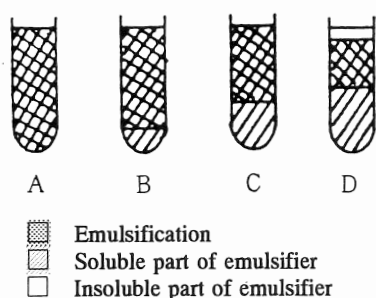 A B C D
Emulsification
Soluble part of emulsifier
Insoluble part of emulsifier